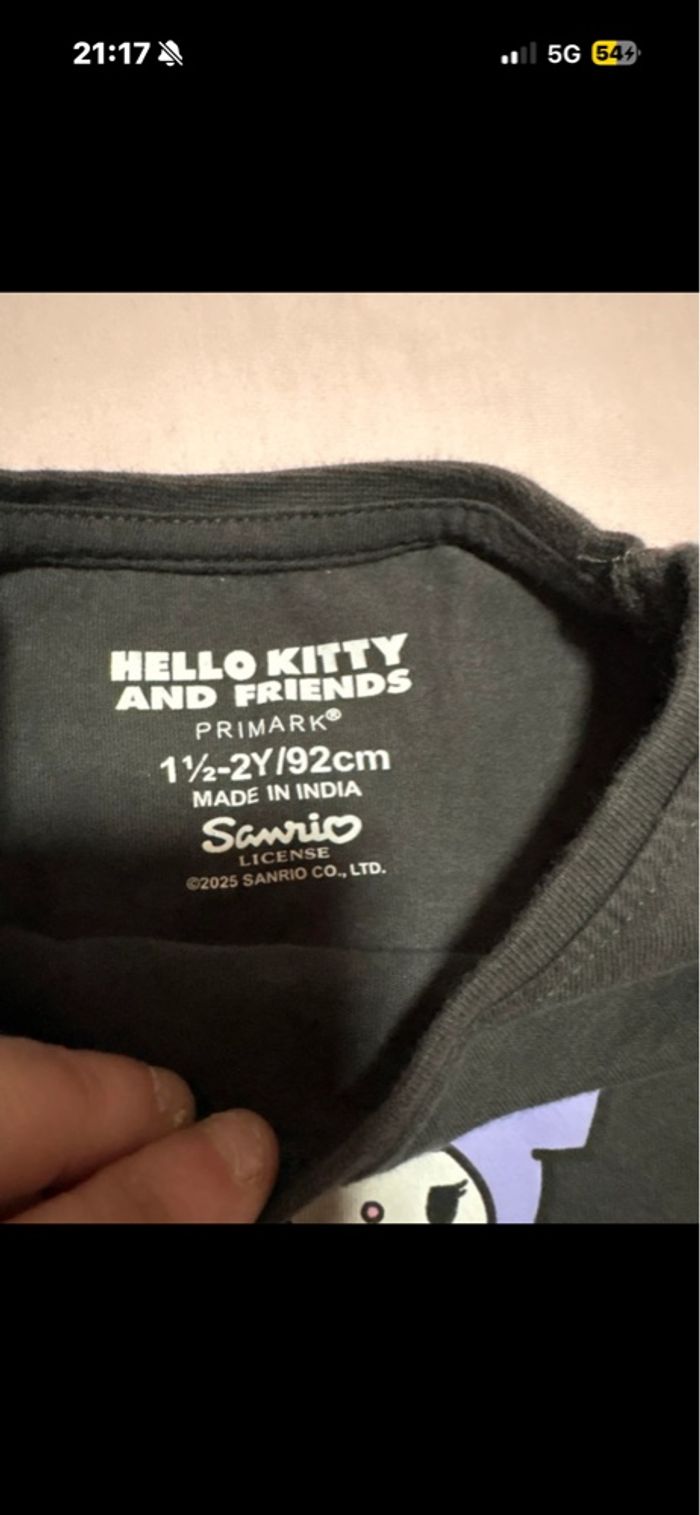 21:17
5G
54
HELLO KITTY
AND FRIENDS
PRIMARK®
1½-2Y/92cm
MADE IN INDIA
Sanrio
LICENSE
©2025 SANRIO CO., LTD.